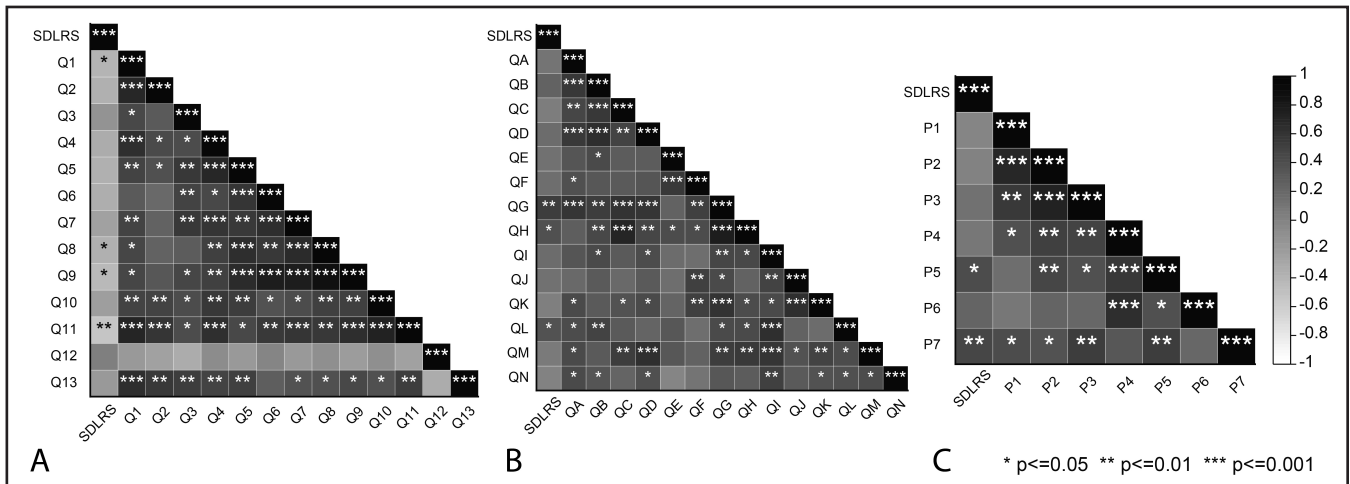 SDLRS ***
Q1 * ***
Q2 *** ***
Q3 * ***
Q4 *** * * ***
Q5 ** * ** *** ***
Q6 ** * *** ***
Q7 ** ** *** ** *** ***
Q8 * * ** *** ** *** ***
Q9 * * * ** *** *** *** *** ***
Q10 ** ** * ** ** * * ** ** ***
Q11 ** *** *** * *** * ** *** ** *** *** ***
Q12 ***
Q13 *** ** ** ** ** * * * * ** ***
SDLRS Q1 Q2 Q3 Q4 Q5 Q6 Q7 Q8 Q9 Q10 Q11 Q12 Q13
A
SDLRS ***
QA ***
QB *** ***
QC ** *** ***
QD *** *** ** ***
QE * ***
QF * *** ***
QG ** *** ** *** *** ** ***
QH * ** *** ** * * *** ***
QI * * ** * ***
QJ ** * ** ***
QK * * * ** *** * * *** ***
QL * * ** * * *** ***
QM * ** *** ** ** *** * ** * ***
QN * * * ** * * * ***
SDLRS QA QB QC QD QE QF QG QH QI QJ QK QL QM QN
B
SDLRS ***
P1 ***
P2 *** ***
P3 ** *** ***
P4 * ** ** ***
P5 * ** * *** ***
P6 *** * ***
P7 ** * * ** ** ***
SDLRS P1 P2 P3 P4 P5 P6 P7
1
0.8
0.6
0.4
0.2
0
-0.2
-0.4
-0.6
-0.8
-1
C
* p<=0.05 ** p<=0.01 *** p<=0.001